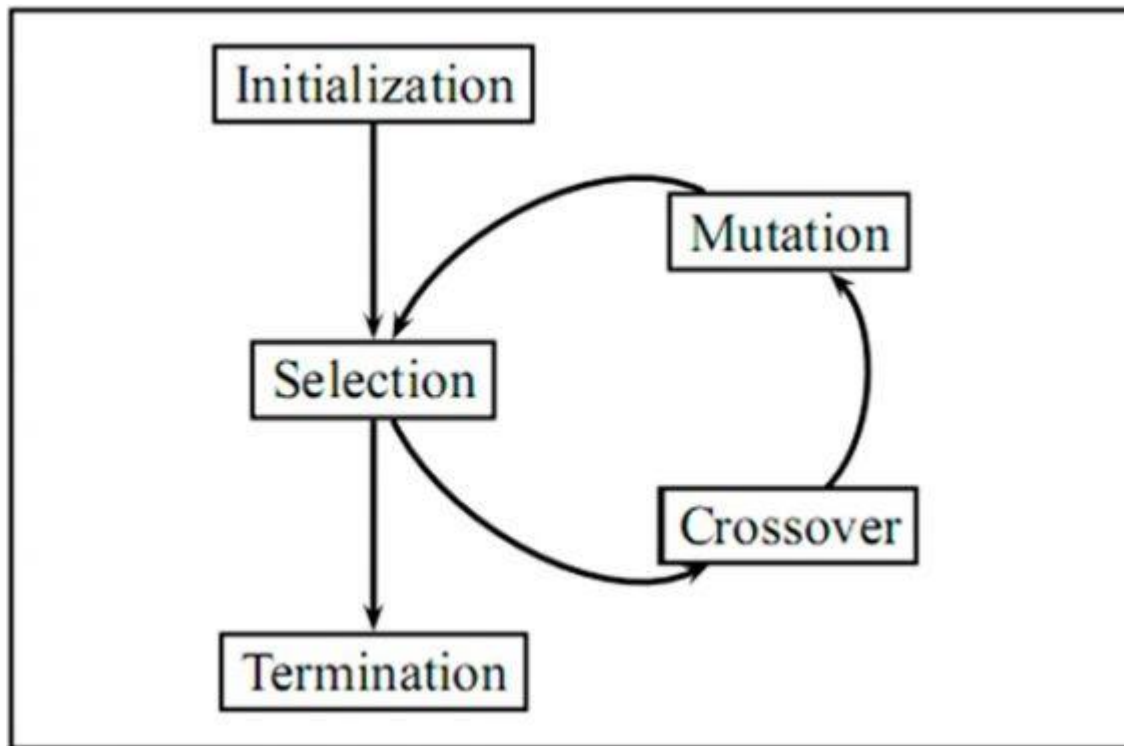 Initialization
Mutation
Selection
Crossover
Termination